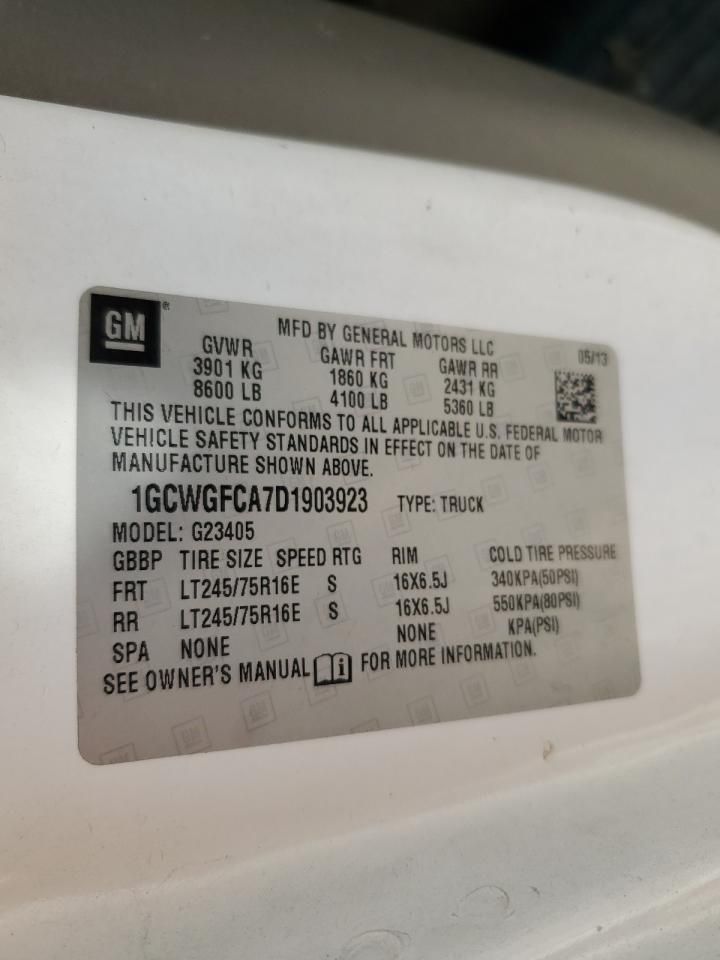 GM®
MFD BY GENERAL MOTORS LLC 05/13
GVWR GAWR FRT GAWR RR
3901 KG 1860 KG 2431 KG
8600 LB 4100 LB 5360 LB
THIS VEHICLE CONFORMS TO ALL APPLICABLE U.S. FEDERAL MOTOR
VEHICLE SAFETY STANDARDS IN EFFECT ON THE DATE OF
MANUFACTURE SHOWN ABOVE.
1GCWGFCA7D1903923 TYPE: TRUCK
MODEL: G23405
GBBP TIRE SIZE SPEED RTG RIM COLD TIRE PRESSURE
FRT LT245/75R16E S 16X6.5J 340KPA(50PSI)
RR LT245/75R16E S 16X6.5J 550KPA(80PSI)
SPA NONE NONE KPA(PSI)
SEE OWNER'S MANUAL FOR MORE INFORMATION.